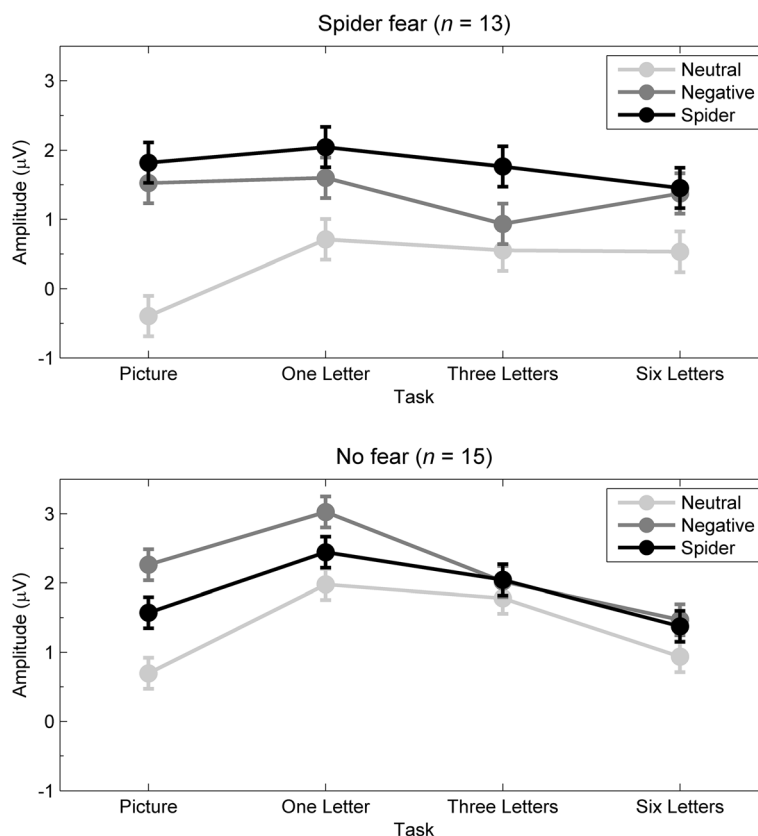 Spider fear (n = 13)
Neutral
Negative
Spider
3
2
1
0
-1
Amplitude (μV)
Picture
One Letter
Three Letters
Six Letters
Task
No fear (n = 15)
Neutral
Negative
Spider
3
2
1
0
-1
Amplitude (μV)
Picture
One Letter
Three Letters
Six Letters
Task